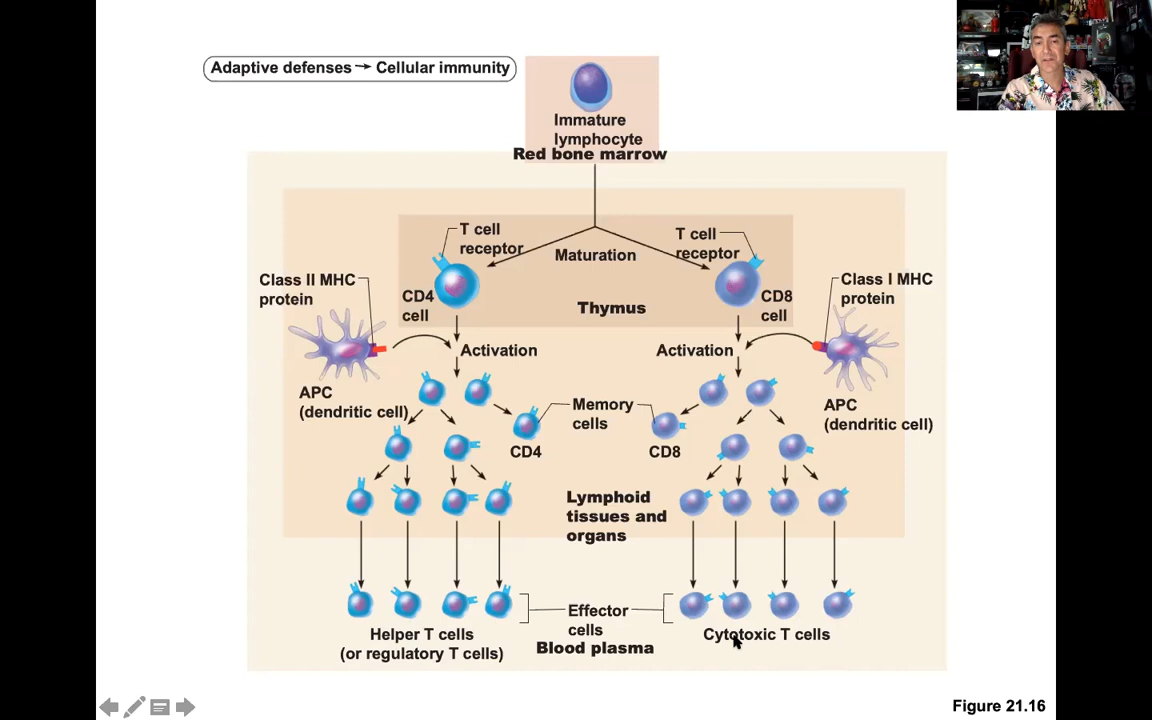 Adaptive defenses → Cellular immunity
Immature
lymphocyte
Red bone marrow
T cell
receptor
T cell
receptor
Maturation
Class II MHC
protein
Class I MHC
protein
CD4
cell
CD8
cell
Thymus
Activation
Activation
APC
(dendritic cell)
APC
(dendritic cell)
Memory
cells
CD4
CD8
Lymphoid
tissues and
organs
Effector
cells
Helper T cells
(or regulatory T cells)
Cytotoxic T cells
Blood plasma
Figure 21.16